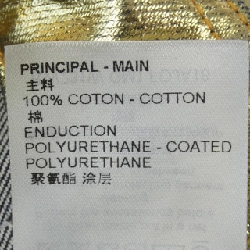 PRINCIPAL - MAIN
主料
100% COTON - COTTON
棉
ENDUCTION
POLYURETHANE - COATED
POLYURETHANE
聚氨酯 涂层